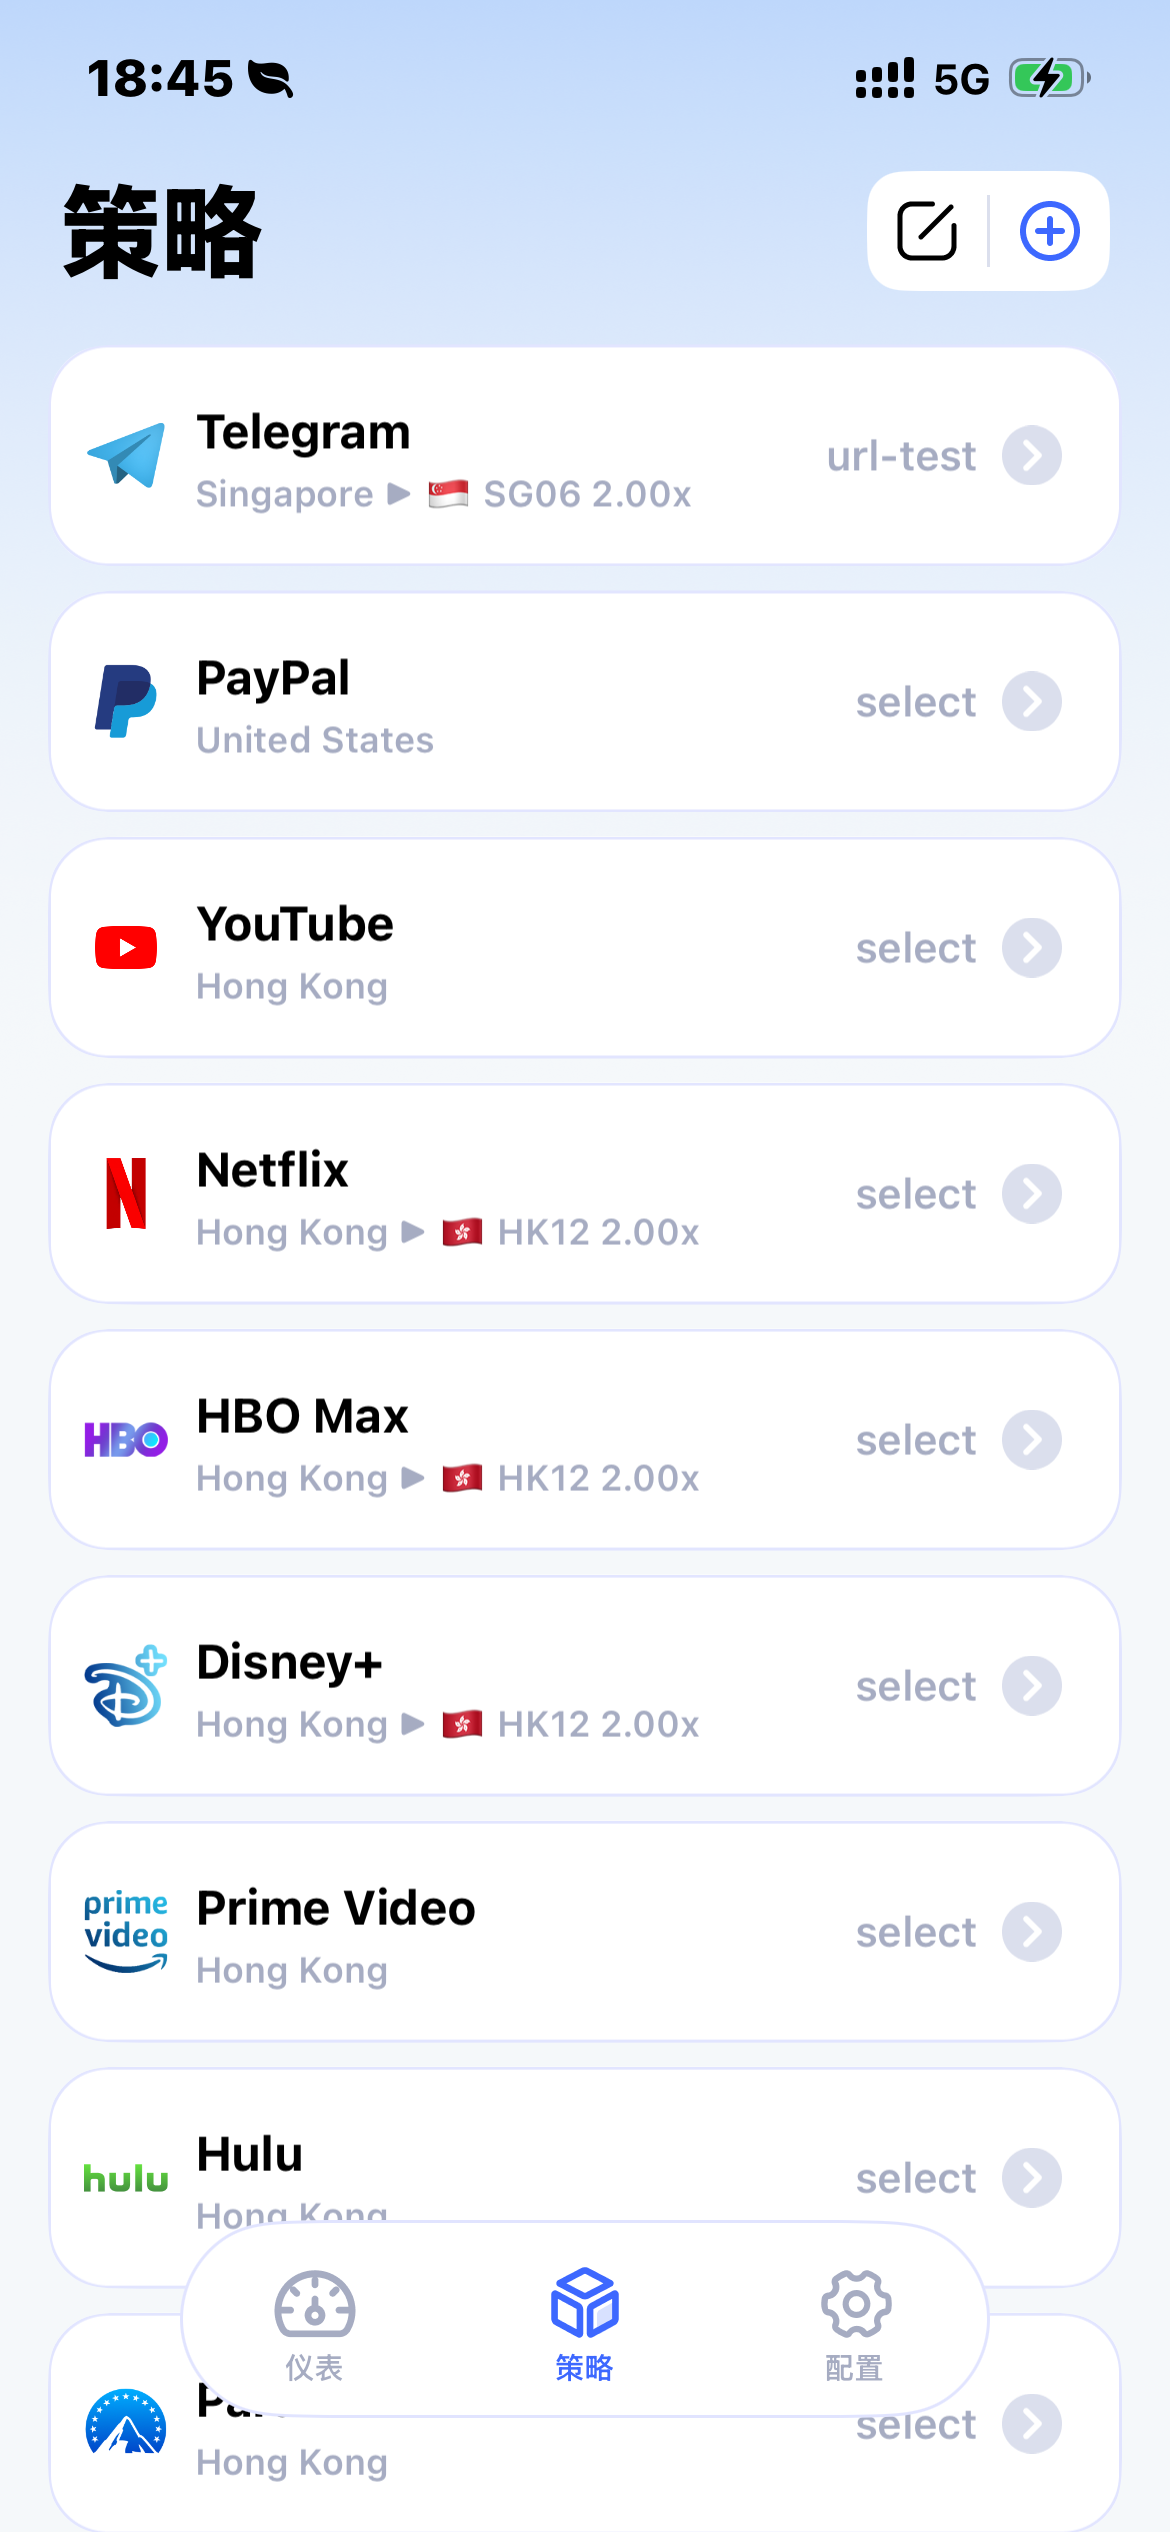 18:45 5G
策略
Telegram
Singapore ▶ 🇸🇬 SG06 2.00x
url-test
PayPal
United States
select
YouTube
Hong Kong
select
Netflix
Hong Kong ▶ 🇭🇰 HK12 2.00x
select
HBO
HBO Max
Hong Kong ▶ 🇭🇰 HK12 2.00x
select
Disney+
Hong Kong ▶ 🇭🇰 HK12 2.00x
select
prime
video
Prime Video
Hong Kong
select
hulu
Hulu
Hong Kong
select
仪表
策略
配置
select
Hong Kong